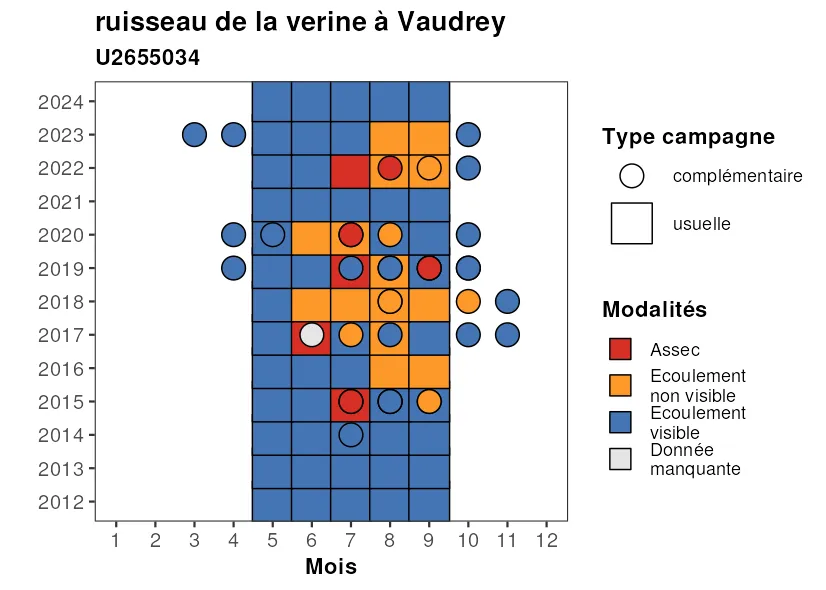 ruisseau de la verine à Vaudrey
U2655034
2024
2023
2022
2021
2020
2019
2018
2017
2016
2015
2014
2013
2012
1 2 3 4 5 6 7 8 9 10 11 12
Mois
Type campagne
complémentaire
usuelle
Modalités
Assec
Ecoulement
non visible
Ecoulement
visible
Donnée
manquante